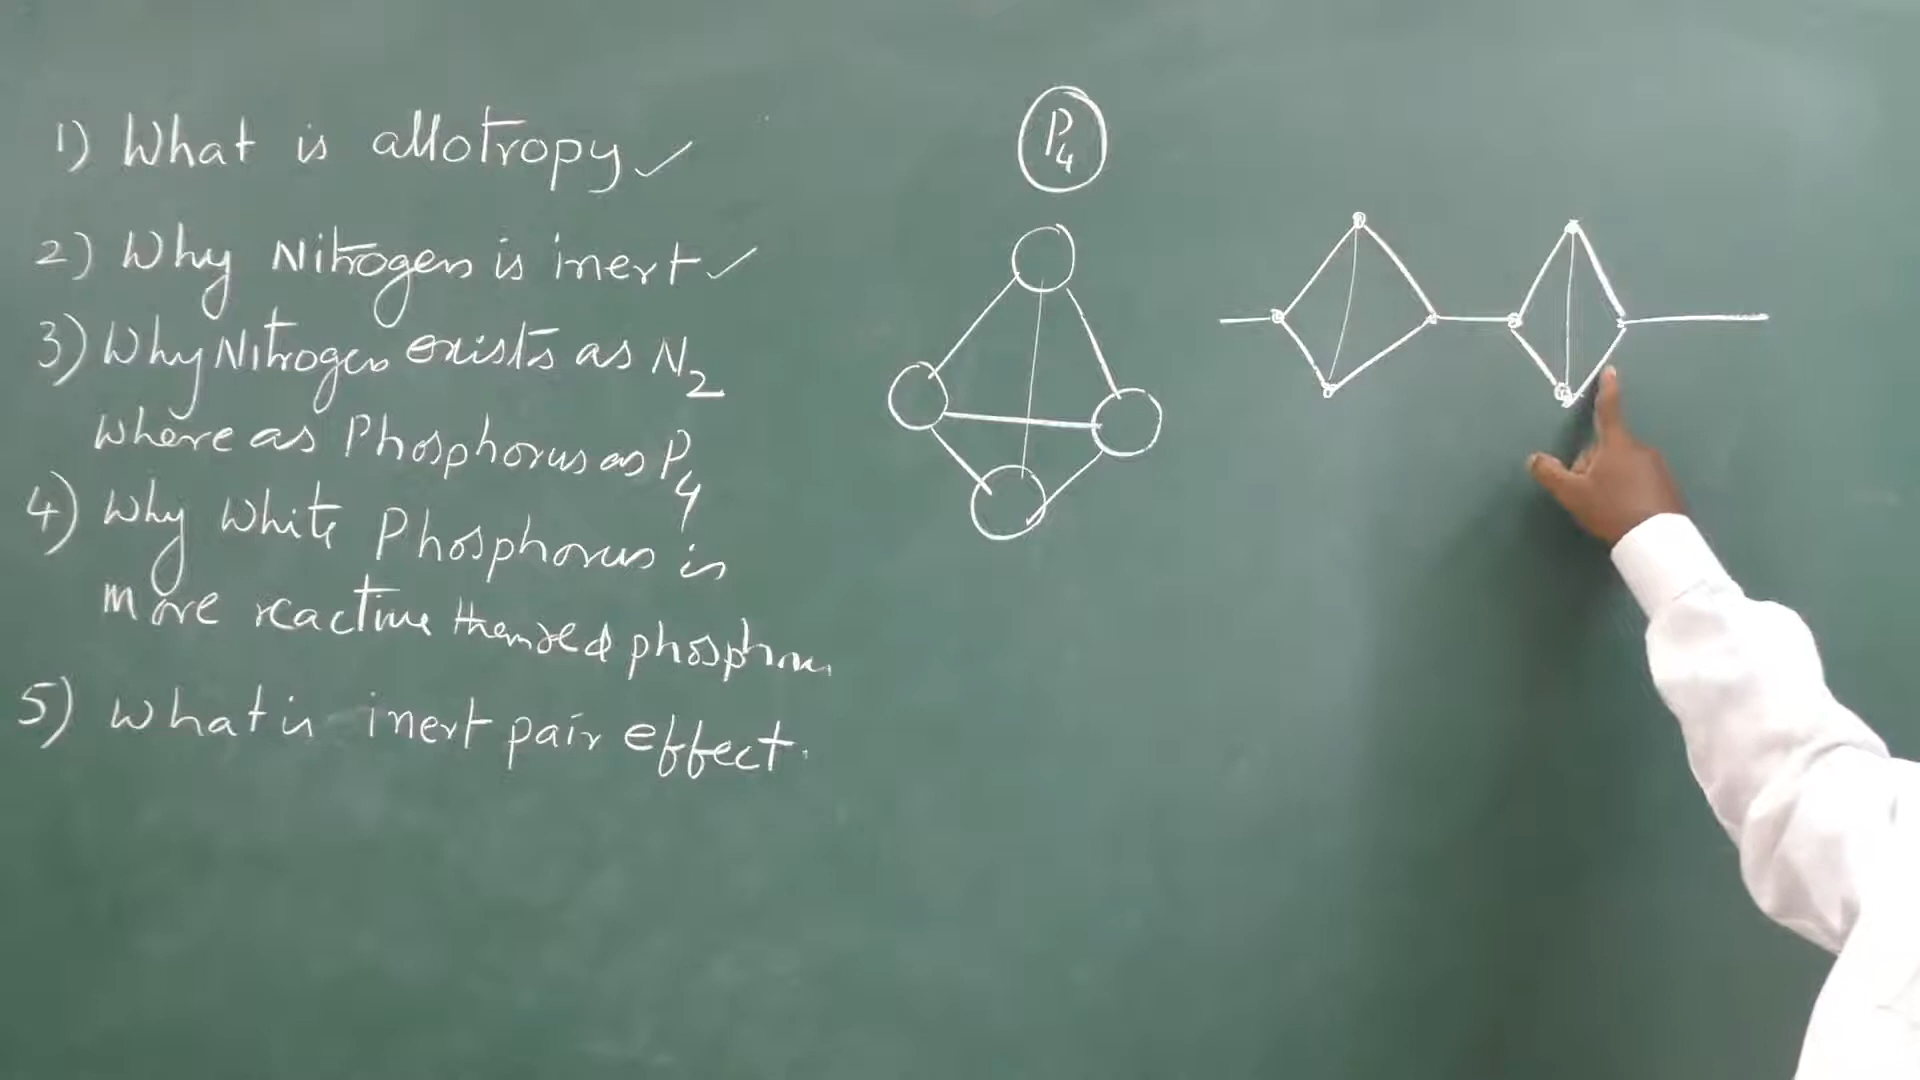 1) What is allotropy
2) Why Nitrogen is inert
3) Why Nitrogen exists as N2
where as Phosphorus as P4
4) Why White Phosphorus is
more reactive than red phosphorus
5) What is inert pair effect.
P4